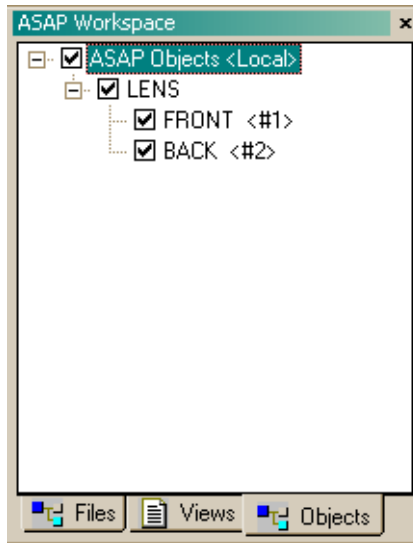 ASAP Workspace
ASAP Objects <Local>
LENS
FRONT <#1>
BACK <#2>
Files Views Objects